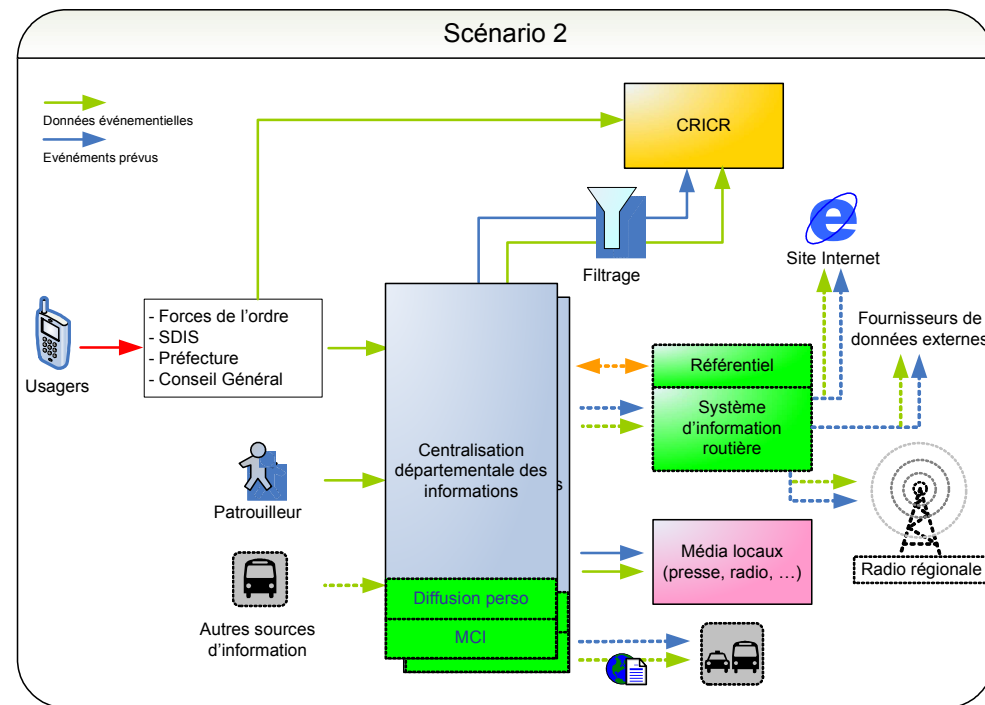 Scénario 2
Données événementielles
Evénéments prévus
CRICR
Filtrage
Site Internet
Fournisseurs de
données externes
Usagers
- Forces de l'ordre
- SDIS
- Préfecture
- Conseil Général
Référentiel
Système
d'information
routière
Centralisation
départementale des
informations
s
Patrouilleur
Média locaux
(presse, radio, …)
Radio régionale
Autres sources
d'information
Diffusion perso
MCI